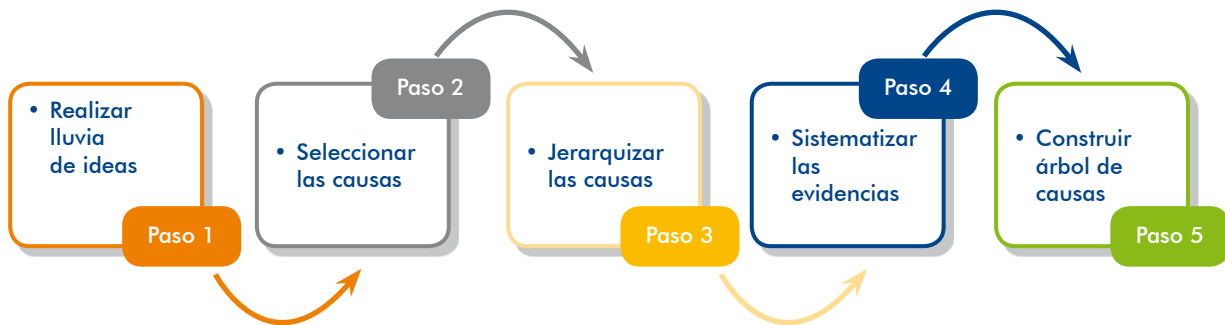 • Realizar
lluvia
de ideas
Paso 1
Paso 2
• Seleccionar
las causas
• Jerarquizar
las causas
Paso 3
Paso 4
• Sistematizar
las
evidencias
• Construir
árbol de
causas
Paso 5